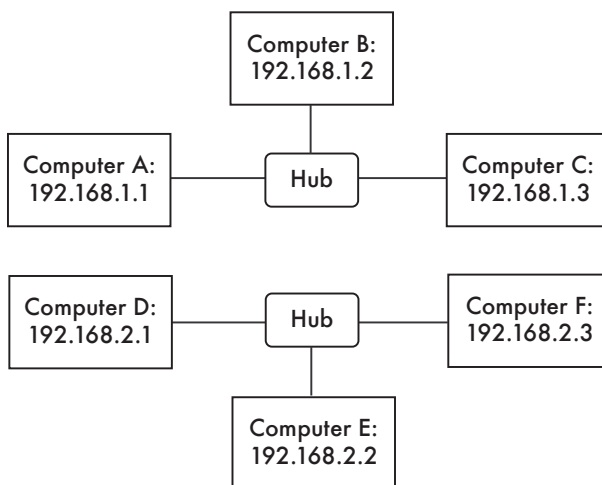 Computer B:
192.168.1.2
Computer A:
192.168.1.1
Hub
Computer C:
192.168.1.3
Computer D:
192.168.2.1
Hub
Computer F:
192.168.2.3
Computer E:
192.168.2.2